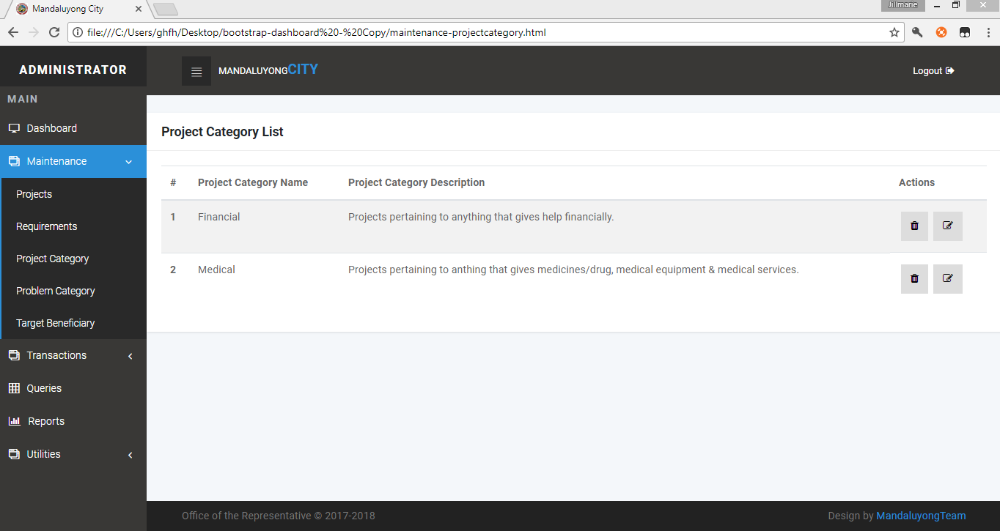 Mandaluyong City
Jillmarie
file:///C:/Users/ghfh/Desktop/bootstrap-dashboard%20-%20Copy/maintenance-projectcategory.html
ADMINISTRATOR
MANDALUYONGCITY
Logout
MAIN
Dashboard
Maintenance
Projects
Requirements
Project Category
Problem Category
Target Beneficiary
Transactions
Queries
Reports
Utilities
Project Category List
# Project Category Name Project Category Description Actions
1 Financial Projects pertaining to anything that gives help financially.
2 Medical Projects pertaining to anthing that gives medicines/drug, medical equipment & medical services.
Office of the Representative © 2017-2018
Design by MandaluyongTeam